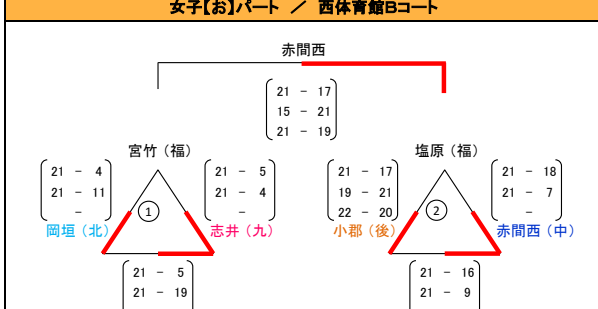 女子【お】パート ／ 西体育館Bコート
赤間西
21 － 17
15 － 21
21 － 19
宮竹（福）
塩原（福）
21 － 4
21 － 11
－
21 － 5
21 － 4
－
21 － 17
19 － 21
22 － 20
21 － 18
21 － 7
－
①
②
岡垣（北）
志井（九）
小郡（後）
赤間西（中）
21 － 5
21 － 19
21 － 16
21 － 9